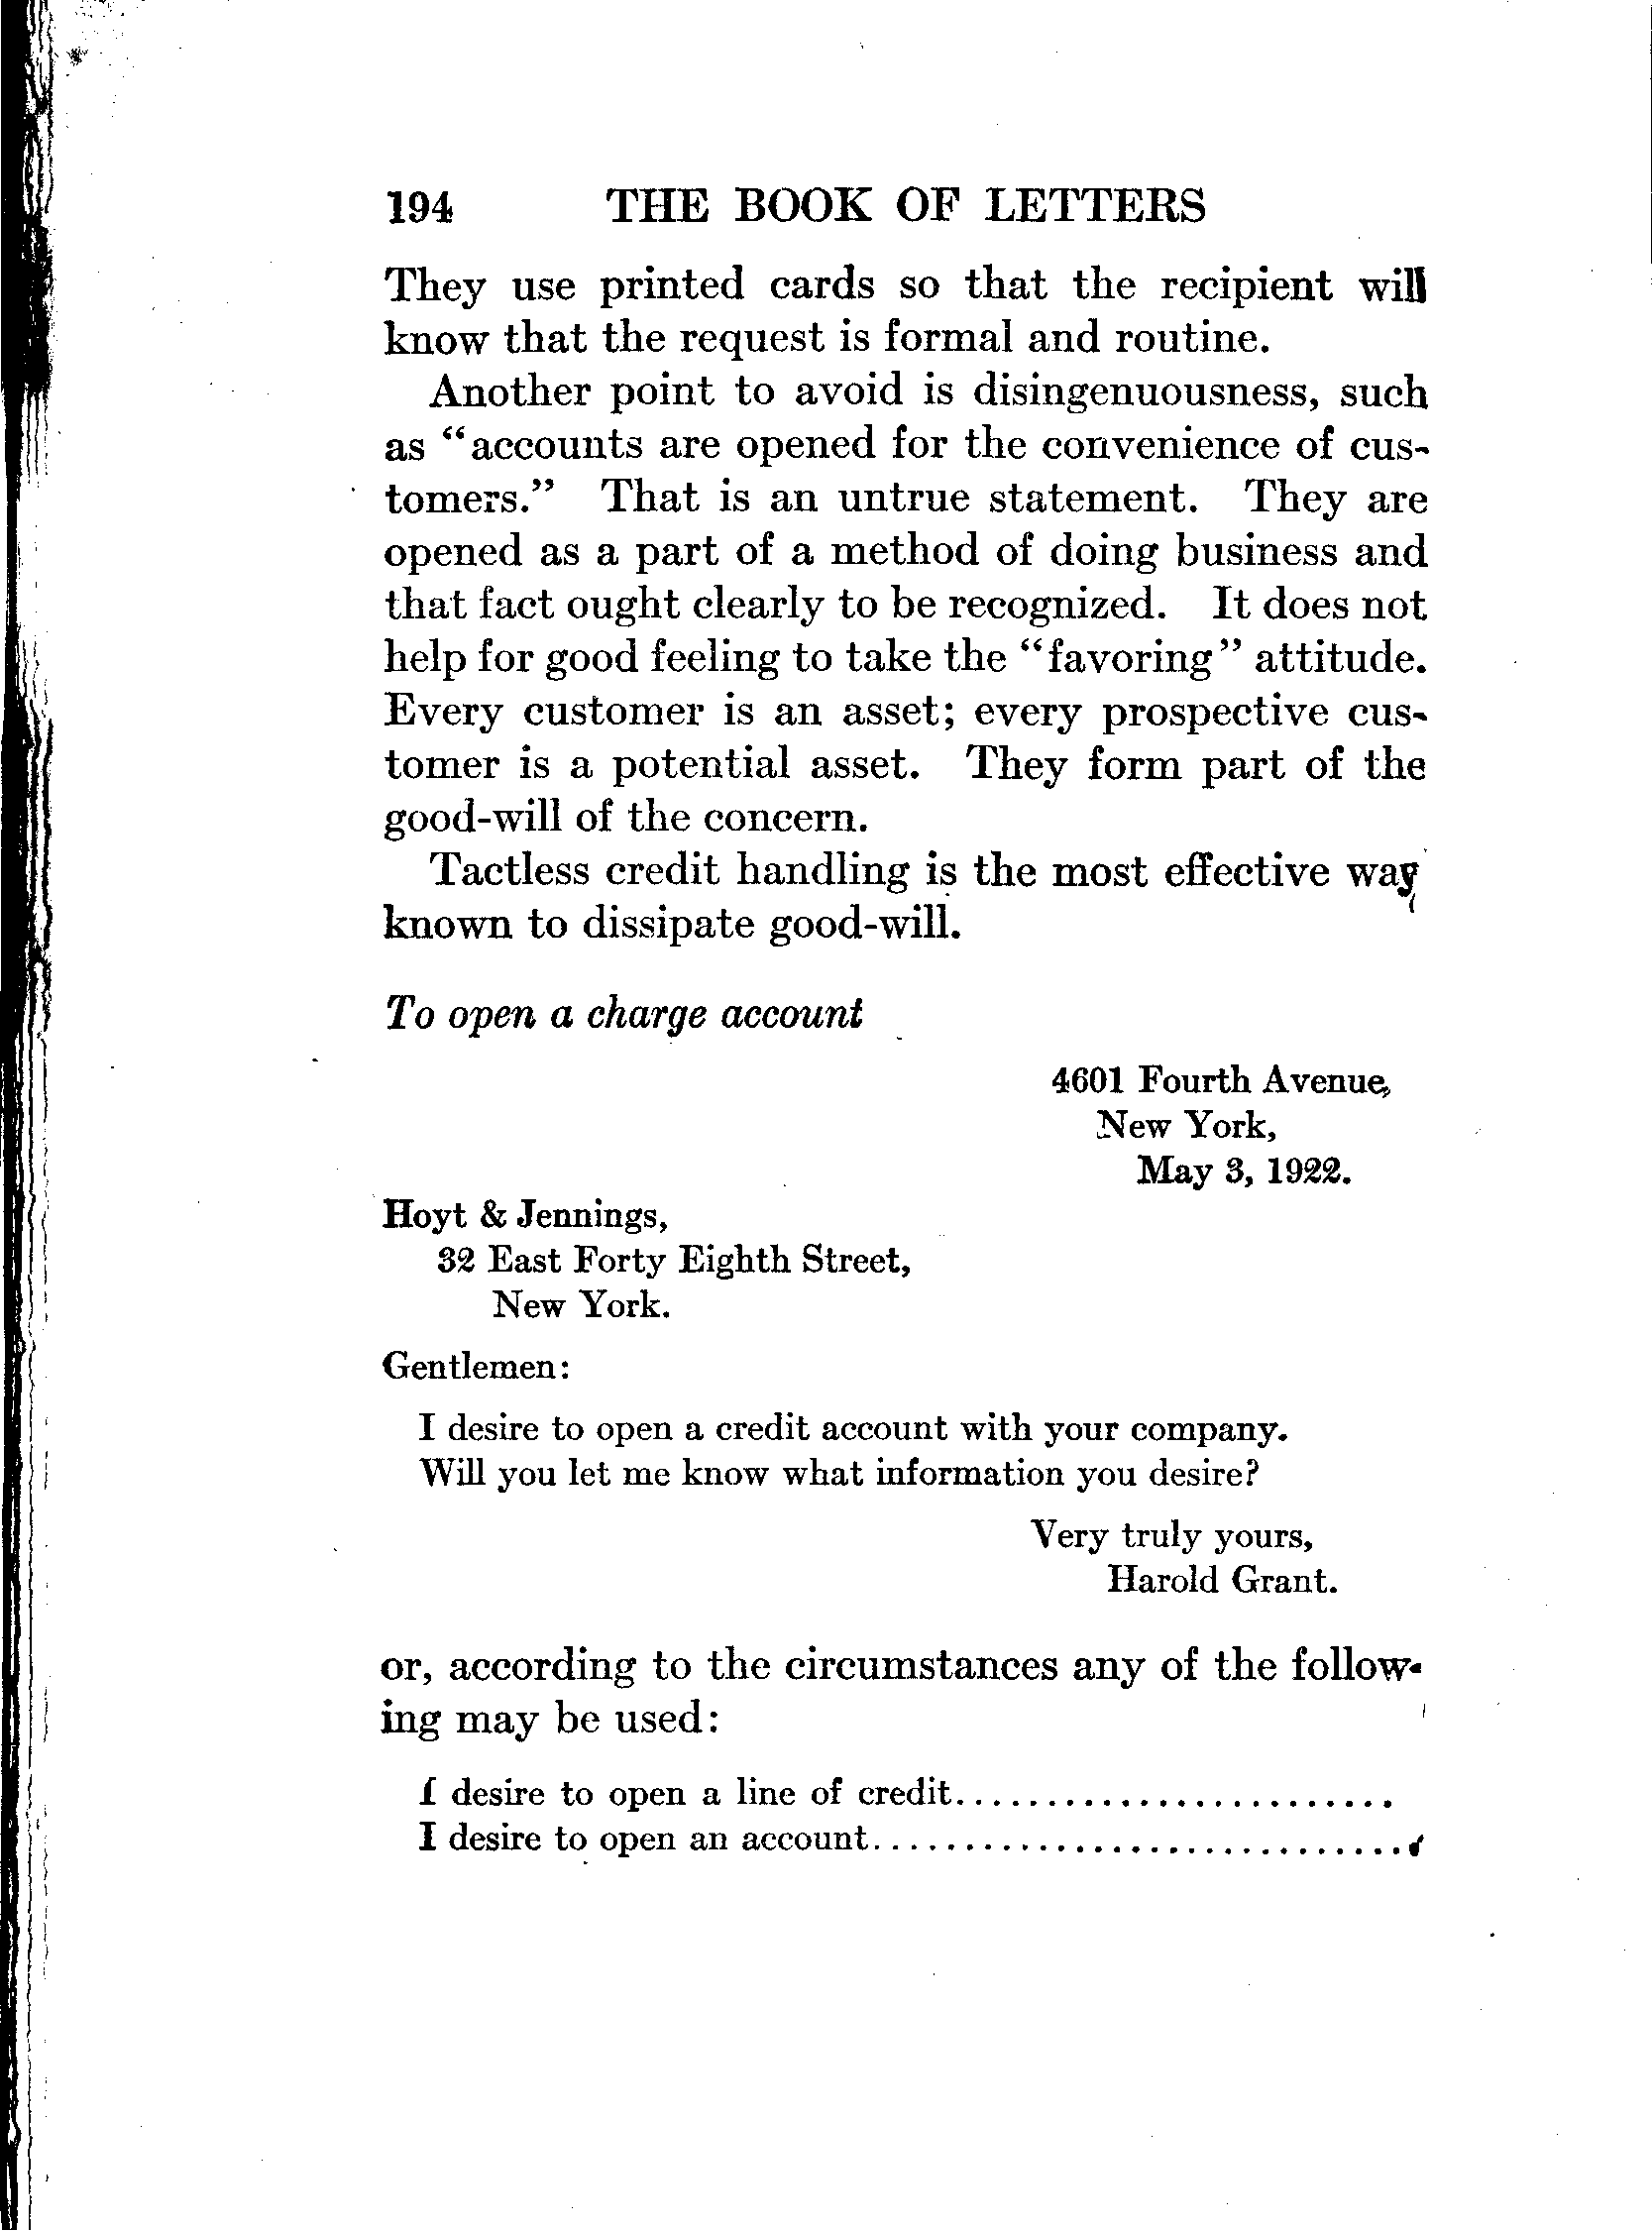 194 THE BOOK OF LETTERS
They use printed cards so that the recipient will
know that the request is formal and routine.
Another point to avoid is disingenuousness, such
as “accounts are opened for the convenience of cus-
tomers.” That is an untrue statement. They are
opened as a part of a method of doing business and
that fact ought clearly to be recognized. It does not
help for good feeling to take the “favoring” attitude.
Every customer is an asset; every prospective cus-
tomer is a potential asset. They form part of the
good-will of the concern.
Tactless credit handling is the most effective way
known to dissipate good-will.
To open a charge account
4601 Fourth Avenue,
New York,
May 3, 1922.
Hoyt & Jennings,
32 East Forty Eighth Street,
New York.
Gentlemen:
I desire to open a credit account with your company.
Will you let me know what information you desire?
Very truly yours,
Harold Grant.
or, according to the circumstances any of the follow-
ing may be used:
I desire to open a line of credit........................
I desire to open an account..............................